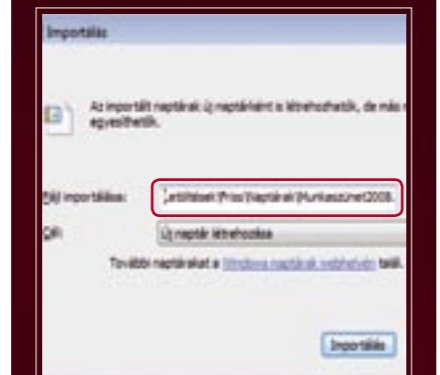 Importálás
Az importált naptárak új naptárként is létrehozhatók, de más
egyesíthetők.
Fájl importálása:
\Friss\Naptárak\Munkaszünet2008.
Cél:
Új naptár létrehozása
További naptárakat a Windows naptárak webhelyén talál.
Importálás